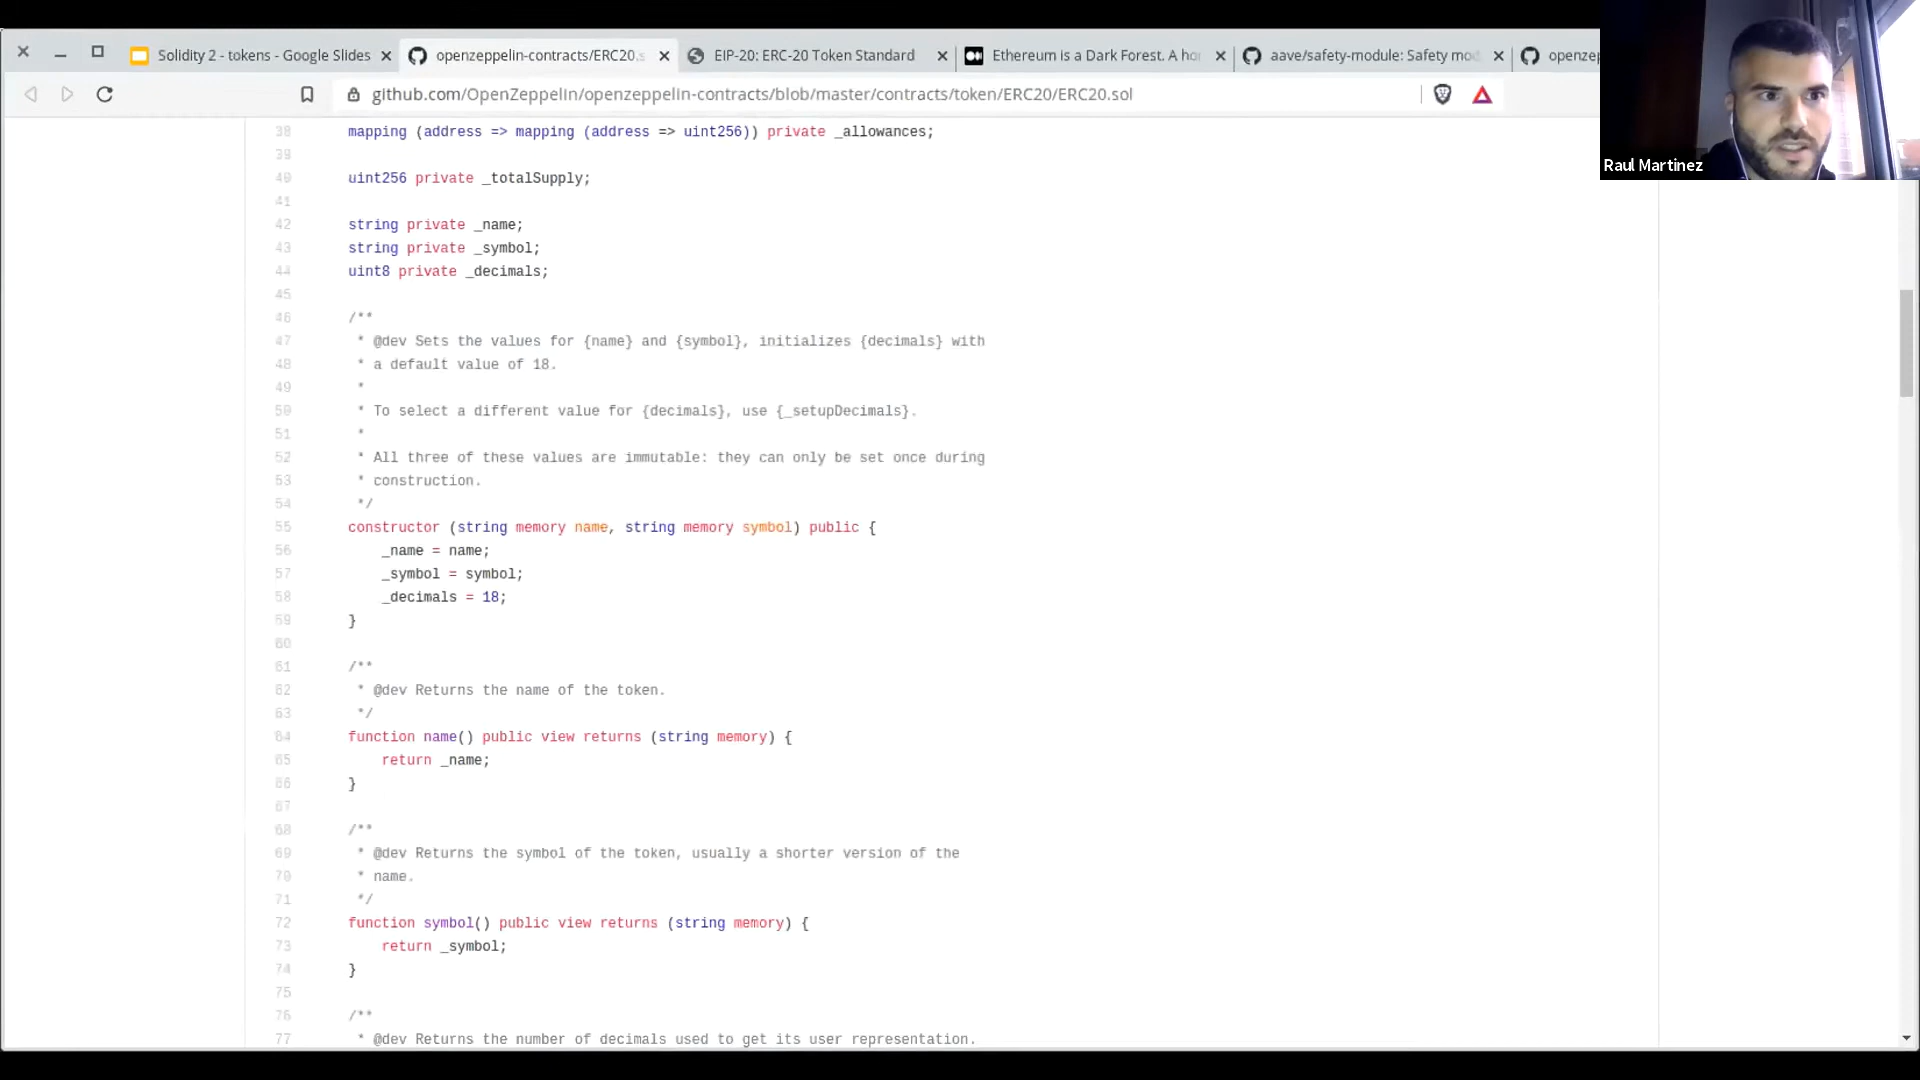 Solidity 2 - tokens - Google Slides
openzeppelin-contracts/ERC20.s
EIP-20: ERC-20 Token Standard
Ethereum is a Dark Forest. A ho
aave/safety-module: Safety mo
openzep
github.com/OpenZeppelin/openzeppelin-contracts/blob/master/contracts/token/ERC20/ERC20.sol
Raul Martinez
38 mapping (address => mapping (address => uint256)) private _allowances;
39
40 uint256 private _totalSupply;
41
42 string private _name;
43 string private _symbol;
44 uint8 private _decimals;
45
46 /**
47 * @dev Sets the values for {name} and {symbol}, initializes {decimals} with
48 * a default value of 18.
49 *
50 * To select a different value for {decimals}, use {_setupDecimals}.
51 *
52 * All three of these values are immutable: they can only be set once during
53 * construction.
54 */
55 constructor (string memory name, string memory symbol) public {
56 _name = name;
57 _symbol = symbol;
58 _decimals = 18;
59 }
60
61 /**
62 * @dev Returns the name of the token.
63 */
64 function name() public view returns (string memory) {
65 return _name;
66 }
67
68 /**
69 * @dev Returns the symbol of the token, usually a shorter version of the
70 * name.
71 */
72 function symbol() public view returns (string memory) {
73 return _symbol;
74 }
75
76 /**
77 * @dev Returns the number of decimals used to get its user representation.